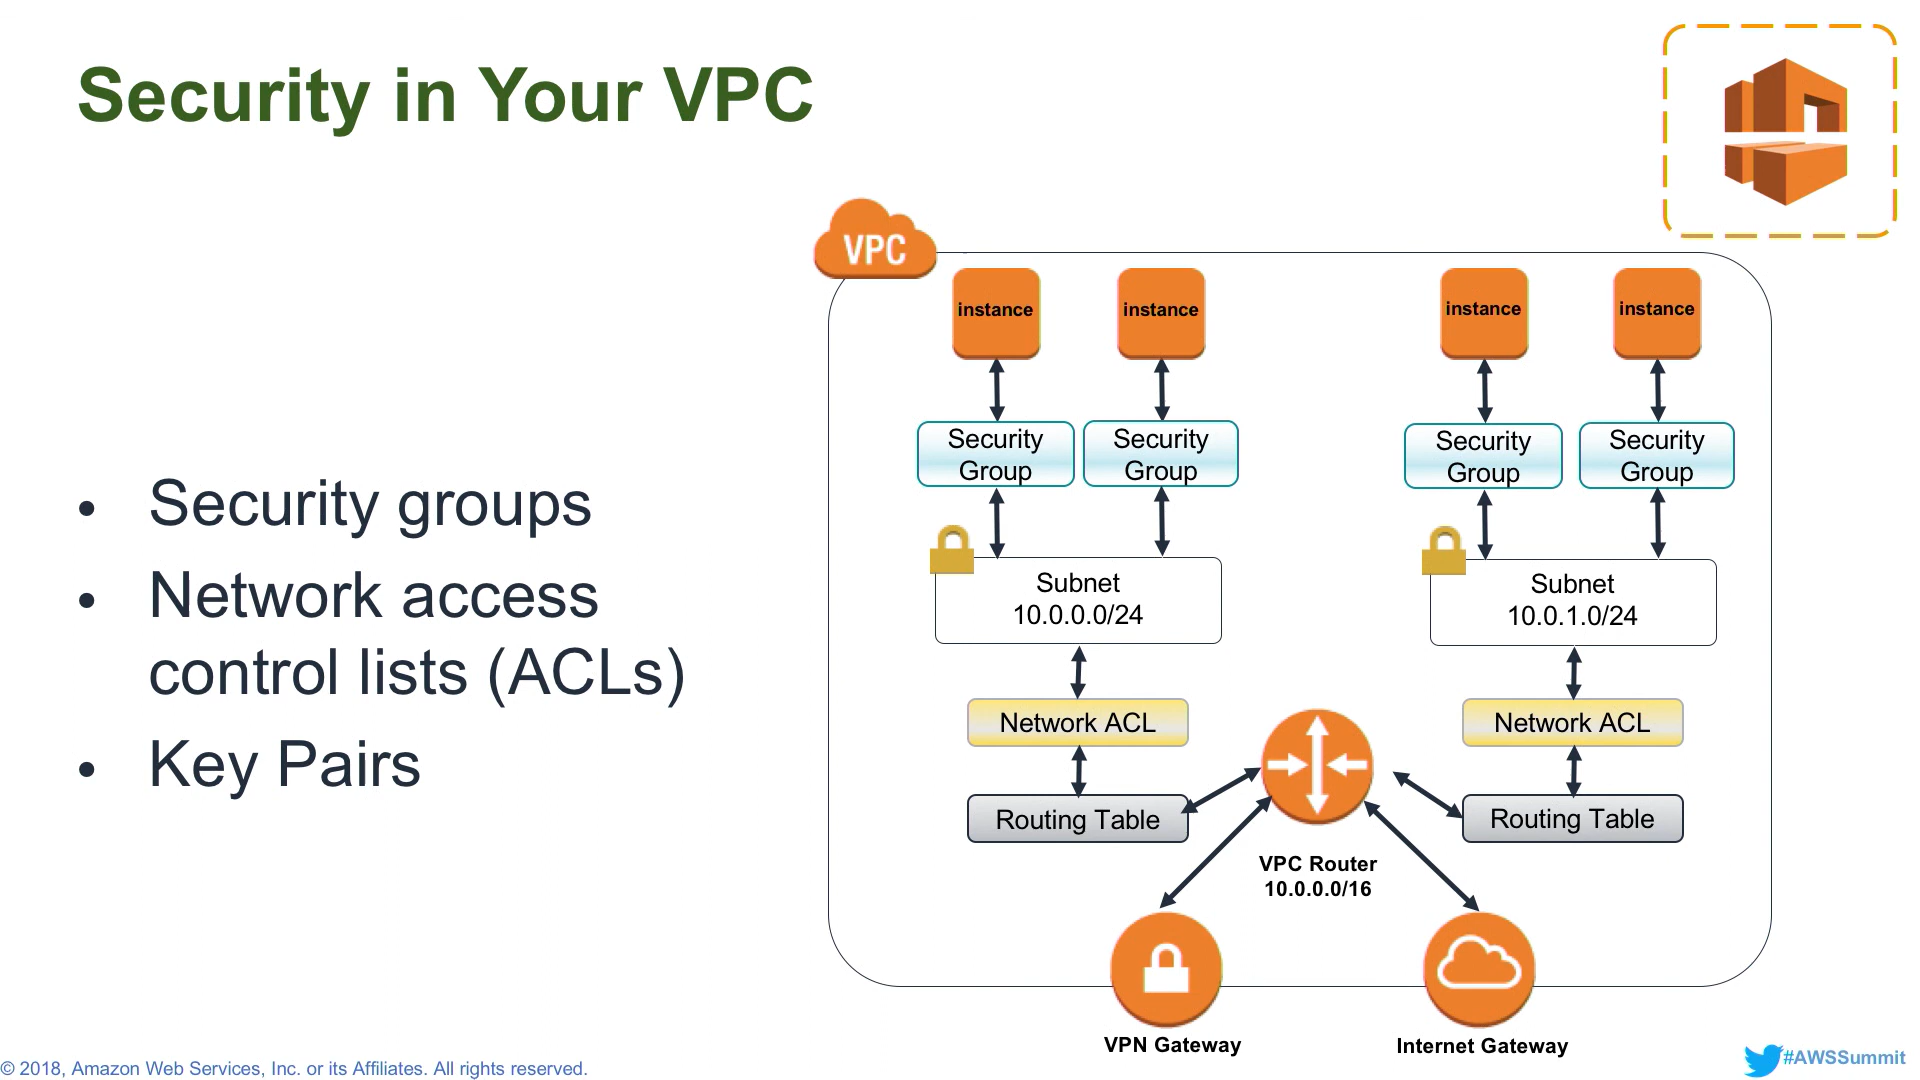 Security in Your VPC
• Security groups
• Network access
control lists (ACLs)
• Key Pairs
VPC
instance
instance
instance
instance
Security
Group
Security
Group
Security
Group
Security
Group
Subnet
10.0.0.0/24
Subnet
10.0.1.0/24
Network ACL
Network ACL
Routing Table
Routing Table
VPC Router
10.0.0.0/16
VPN Gateway
Internet Gateway
© 2018, Amazon Web Services, Inc. or its Affiliates. All rights reserved.
#AWSSummit